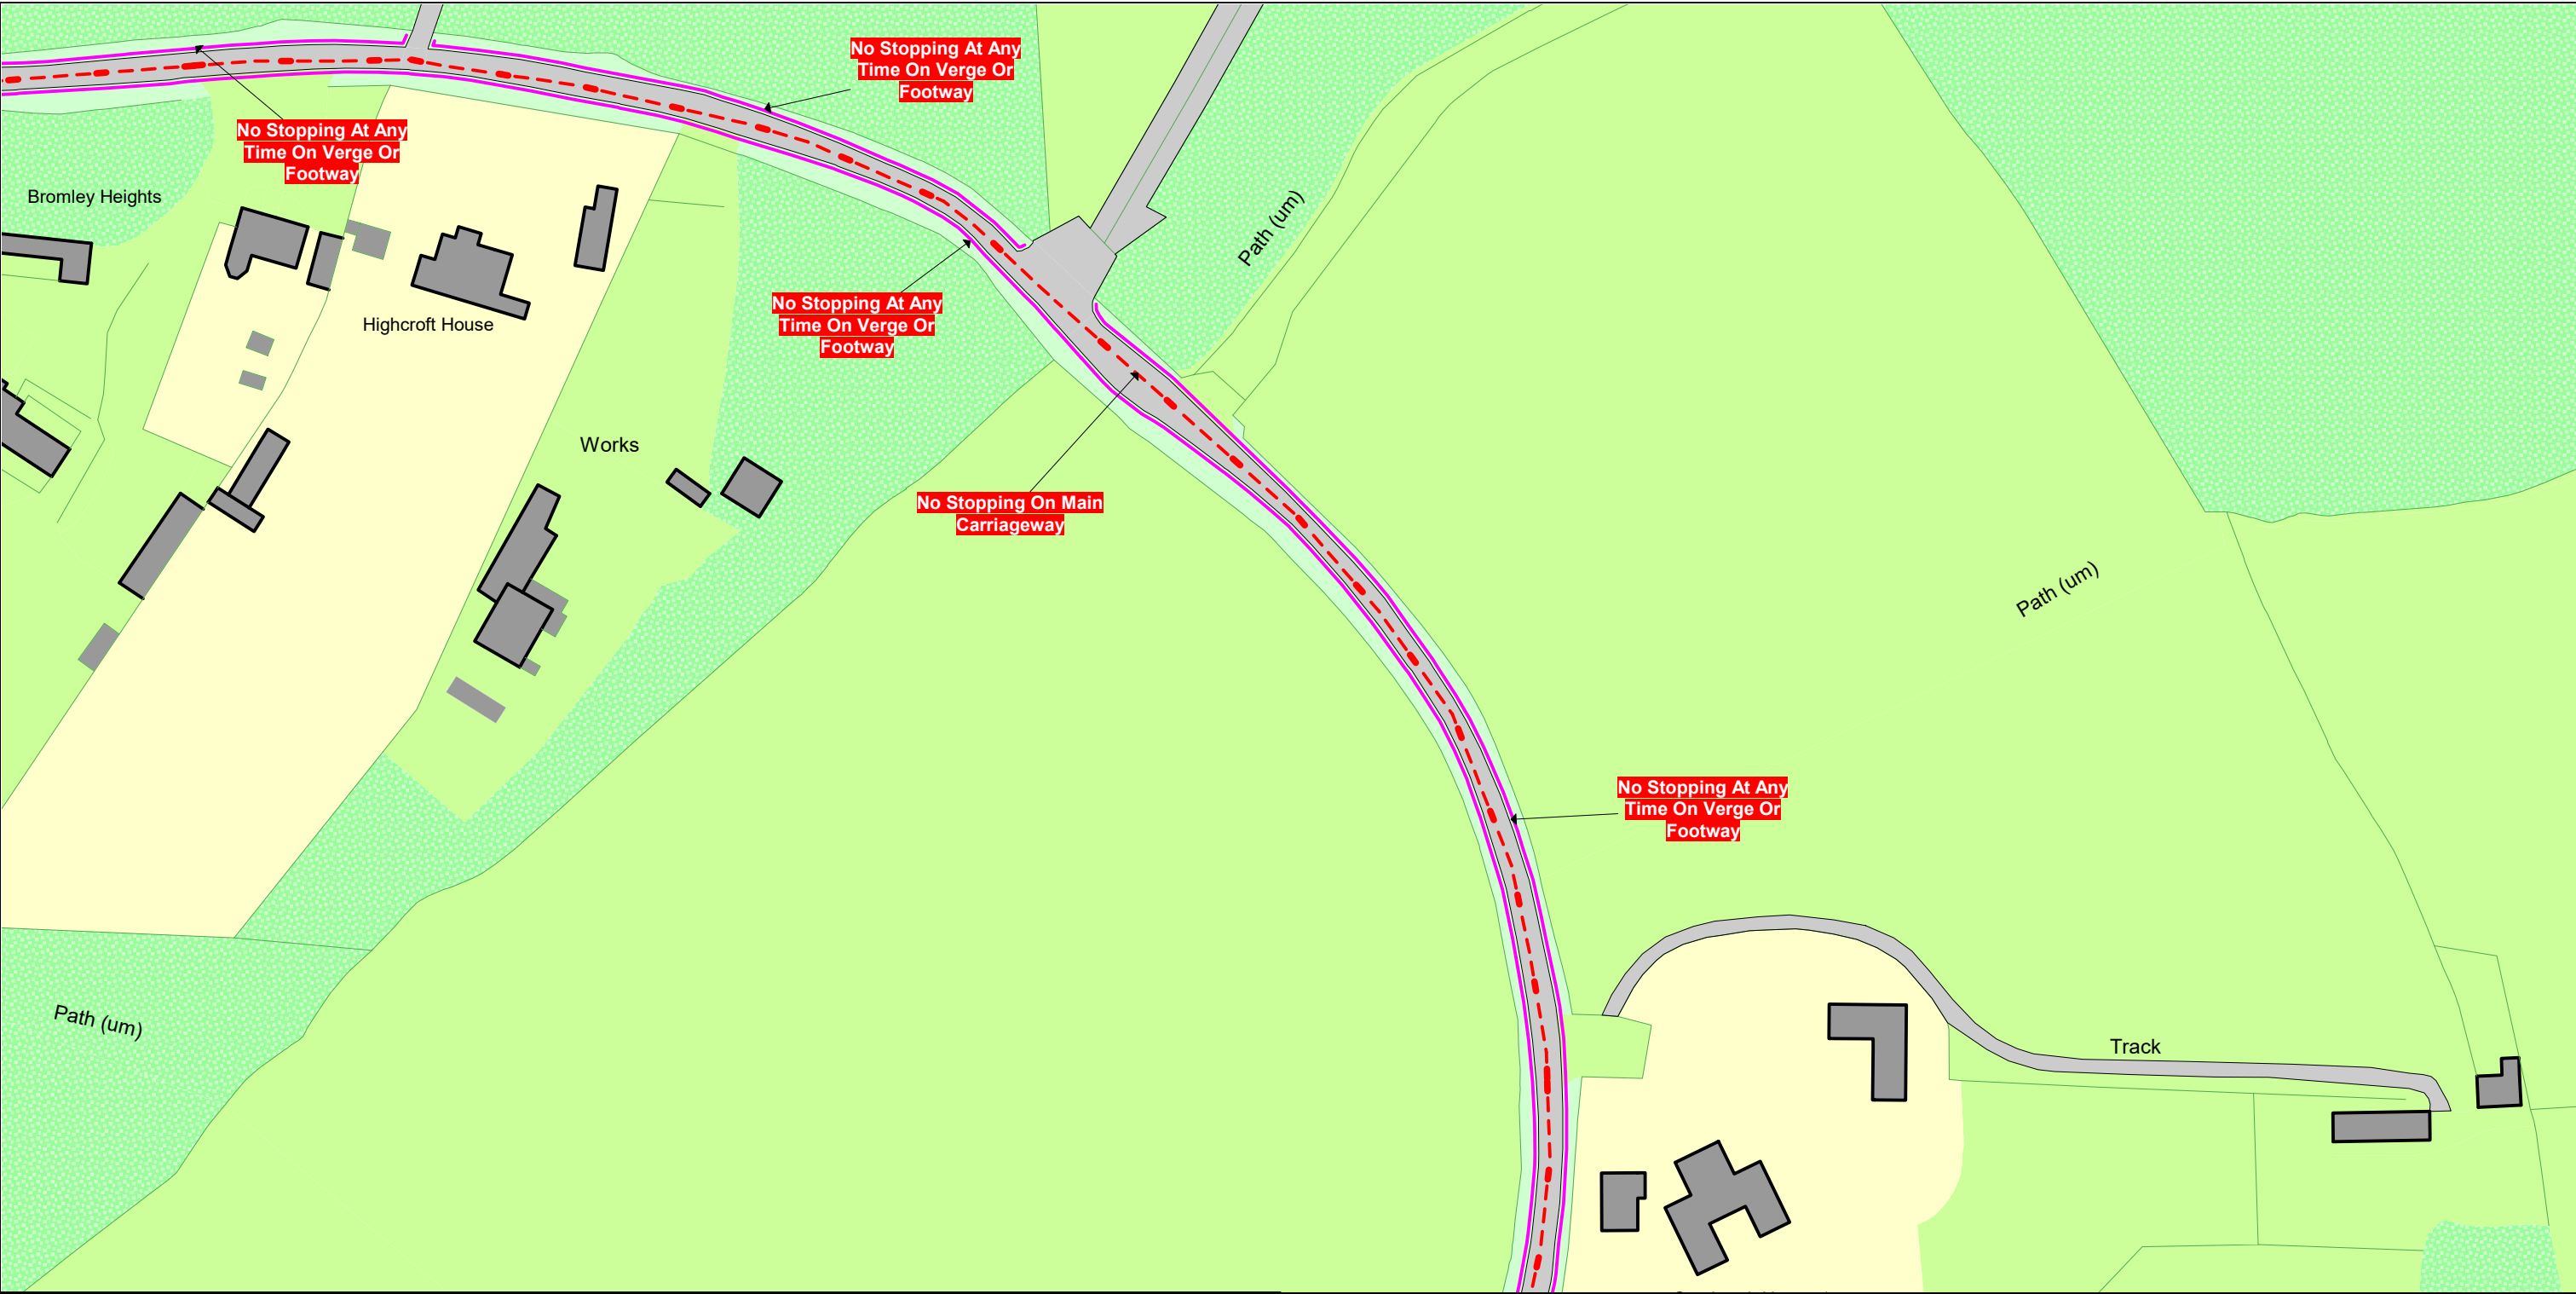 No Stopping At Any
Time On Verge Or
Footway
No Stopping At Any
Time On Verge Or
Footway
Bromley Heights
Path (um)
No Stopping At Any
Time On Verge Or
Footway
Highcroft House
Works
No Stopping On Main
Carriageway
Path (um)
No Stopping At Any
Time On Verge Or
Footway
Path (um)
Track